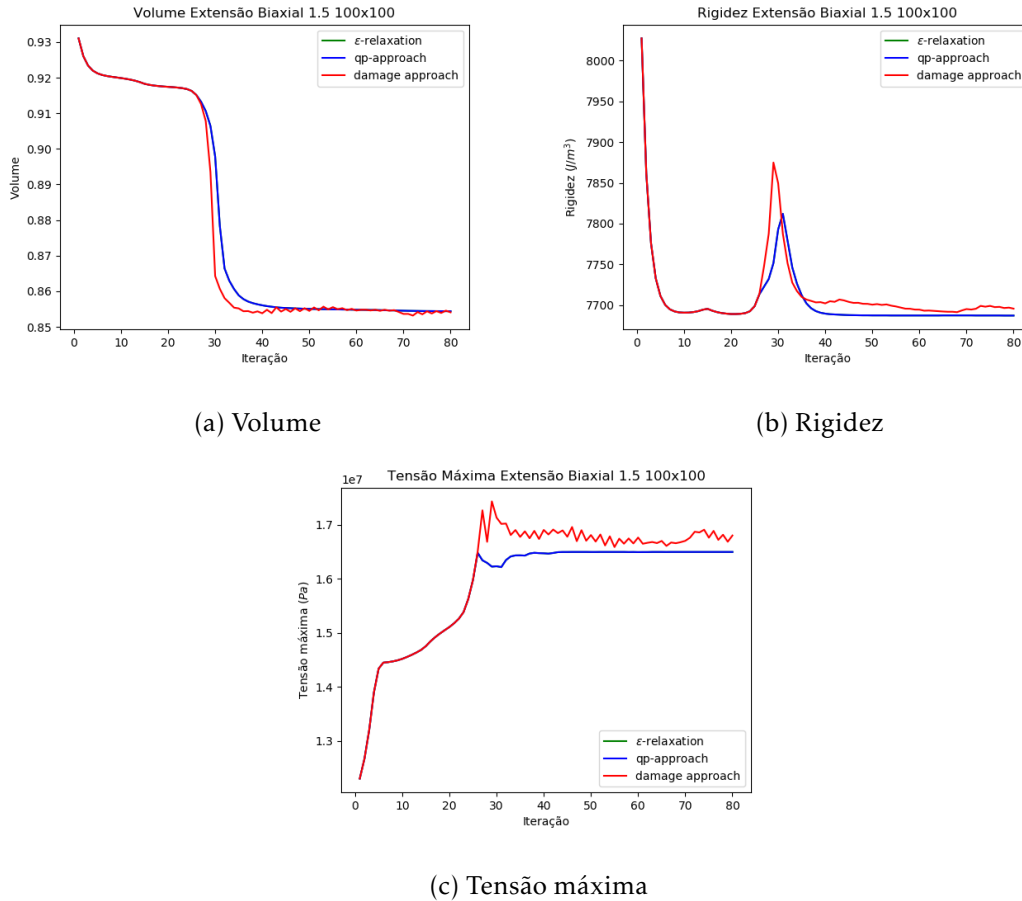 Volume Extensão Biaxial 1.5 100x100
ε-relaxation
qp-approach
damage approach
0.93
0.92
0.91
0.90
0.89
0.88
0.87
0.86
0.85
Volume
0 10 20 30 40 50 60 70 80
Iteração
(a) Volume
Rigidez Extensão Biaxial 1.5 100x100
ε-relaxation
qp-approach
damage approach
8000
7950
7900
7850
7800
7750
7700
Rigidez (J/m³)
0 10 20 30 40 50 60 70 80
Iteração
(b) Rigidez
Tensão Máxima Extensão Biaxial 1.5 100x100
1e7
1.7
1.6
1.5
1.4
1.3
Tensão máxima (Pa)
ε-relaxation
qp-approach
damage approach
0 10 20 30 40 50 60 70 80
Iteração
(c) Tensão máxima